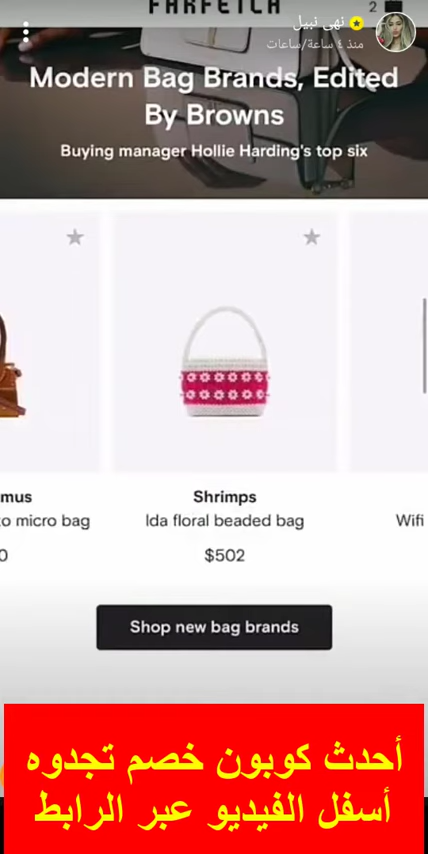 FARFETCH
2
نهى نبيل
منذ ٤ ساعة/ساعات
Modern Bag Brands, Edited
By Browns
Buying manager Hollie Harding's top six
mus
Shrimps
to micro bag
Ida floral beaded bag
Wifi
0
$502
Shop new bag brands
أحدث كوبون خصم تجدوه
أسفل الفيديو عبر الرابط